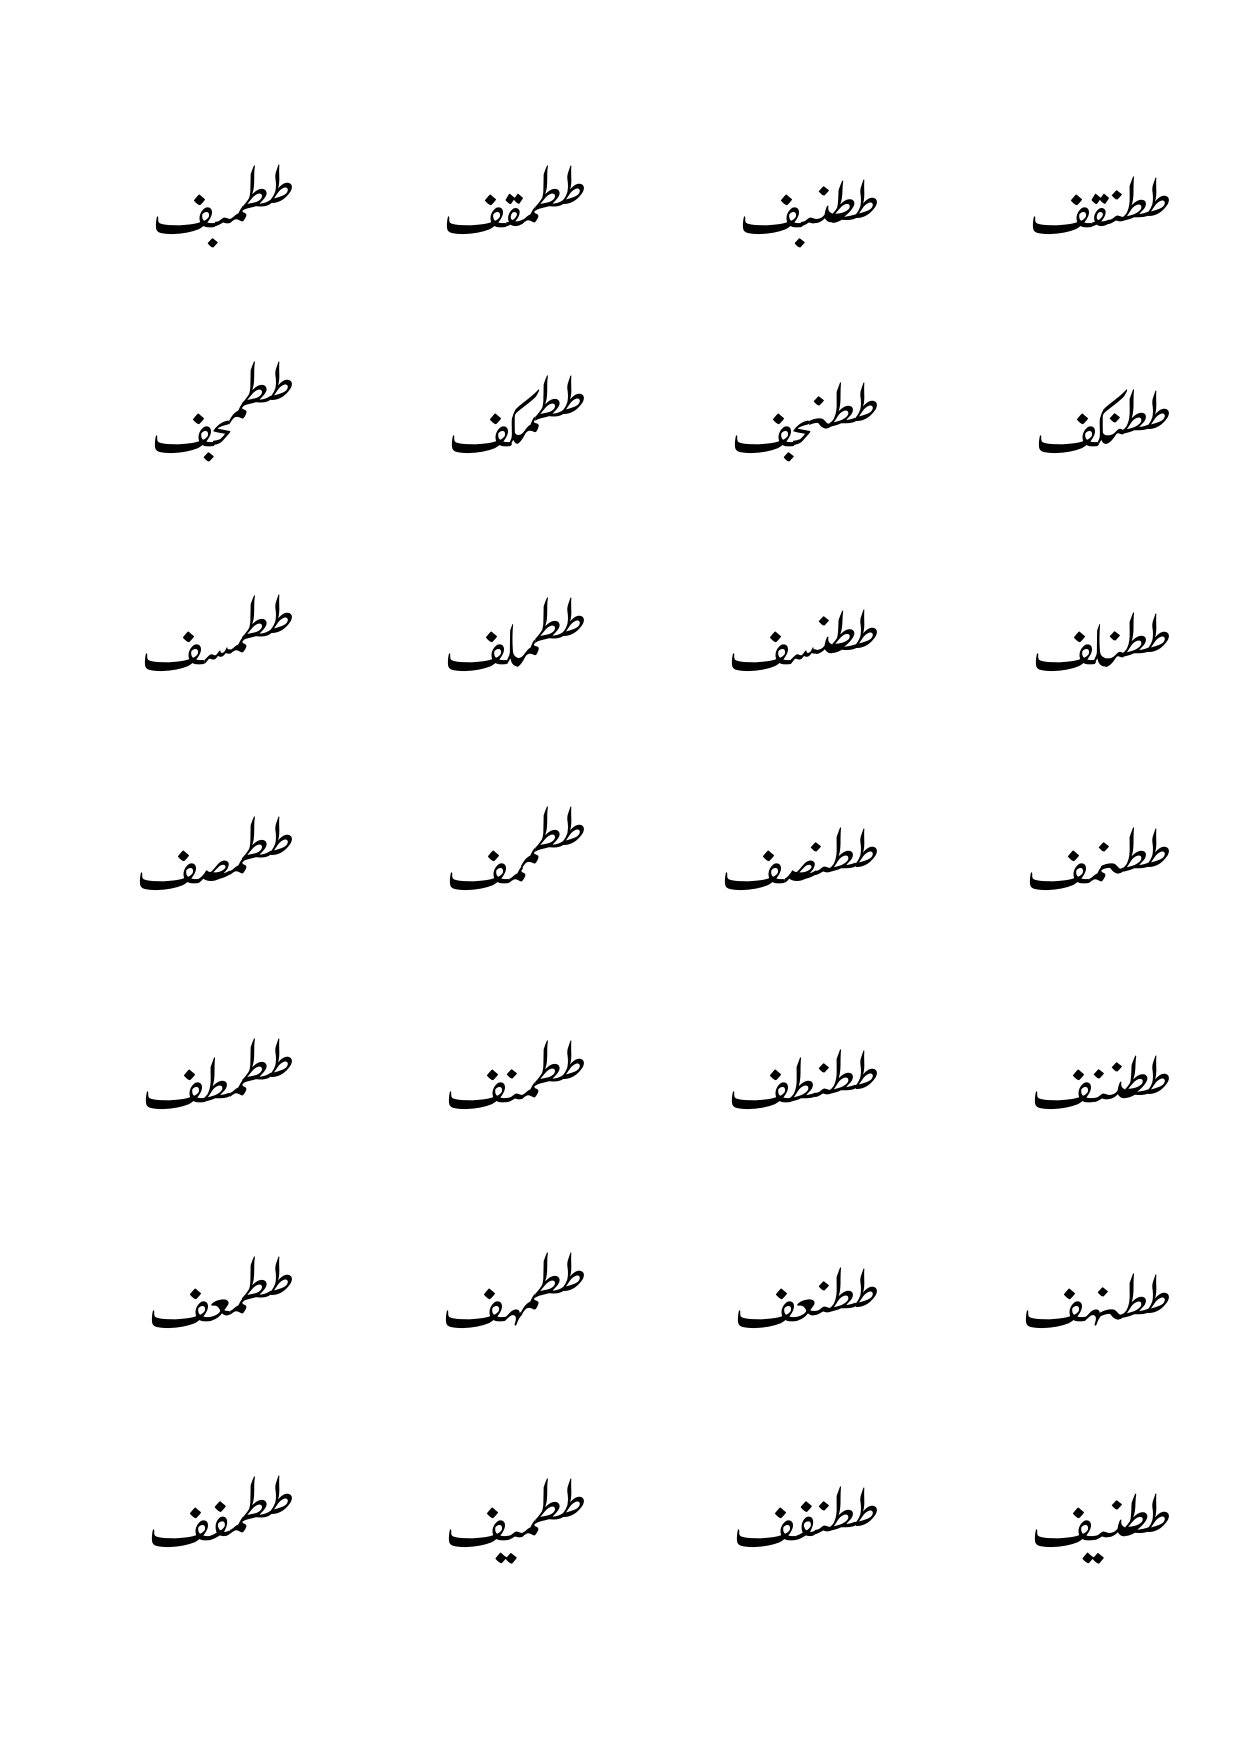 ططنقف ططنبف ططمقف ططمبف
ططنكف ططنجف ططمكف ططمجف
ططنلف ططنسف ططملف ططمسف
ططنمف ططنصف ططممف ططمصف
ططننف ططنطف ططمنف ططمطف
ططنهف ططنعف ططمهف ططمعف
ططنيف ططنفف ططميف ططمفف